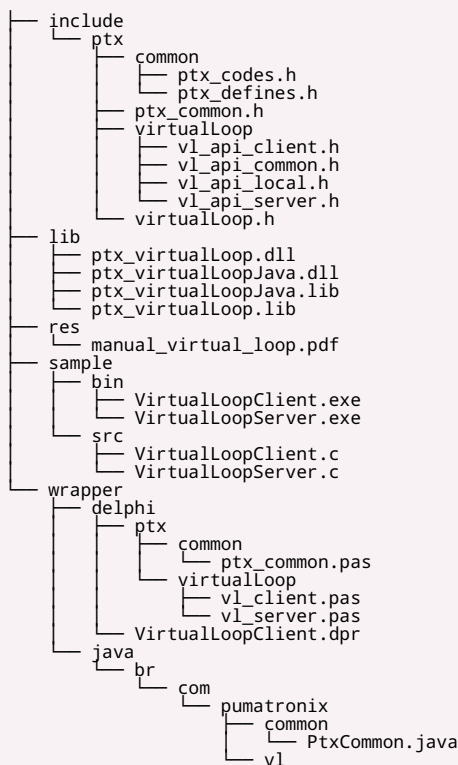 ├── include
│   └── ptx
│       ├── common
│       │   ├── ptx_codes.h
│       │   └── ptx_defines.h
│       ├── ptx_common.h
│       ├── virtualLoop
│       │   ├── vl_api_client.h
│       │   ├── vl_api_common.h
│       │   ├── vl_api_local.h
│       │   └── vl_api_server.h
│       └── virtualLoop.h
├── lib
│   ├── ptx_virtualLoop.dll
│   ├── ptx_virtualLoopJava.dll
│   ├── ptx_virtualLoopJava.lib
│   └── ptx_virtualLoop.lib
├── res
│   └── manual_virtual_loop.pdf
├── sample
│   ├── bin
│   │   ├── VirtualLoopClient.exe
│   │   └── VirtualLoopServer.exe
│   └── src
│       ├── VirtualLoopClient.c
│       └── VirtualLoopServer.c
└── wrapper
    ├── delphi
    │   ├── ptx
    │   │   ├── common
    │   │   │   └── ptx_common.pas
    │   │   └── virtualLoop
    │   │       ├── vl_client.pas
    │   │       └── vl_server.pas
    │   └── VirtualLoopClient.dpr
    └── java
        └── br
            └── com
                └── pumatronix
                    ├── common
                    │   └── PtxCommon.java
                    └── vl